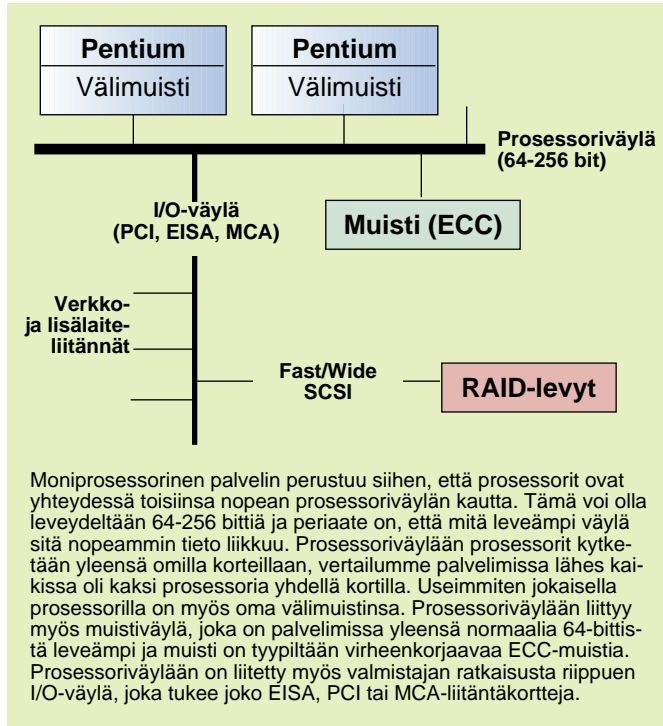 Pentium
Välimuisti
Pentium
Välimuisti
Prosessoriväylä
(64-256 bit)
I/O-väylä
(PCI, EISA, MCA)
Muisti (ECC)
Verkko-
ja lisälaite-
liitännät
Fast/Wide
SCSI
RAID-levyt
Moniprosessorinen palvelin perustuu siihen, että prosessorit ovat
yhteydessä toisiinsa nopean prosessoriväylän kautta. Tämä voi olla
leveydeltään 64-256 bittiä ja periaate on, että mitä leveämpi väylä
sitä nopeammin tieto liikkuu. Prosessoriväylään prosessorit kytke-
tään yleensä omilla korteillaan, vertailumme palvelimissa lähes kai-
kissa oli kaksi prosessoria yhdellä kortilla. Useimmiten jokaisella
prosessorilla on myös oma välimuistinsa. Prosessoriväylään liittyy
myös muistiväylä, joka on palvelimissa yleensä normaalia 64-bittis-
tä leveämpi ja muisti on tyypiltään virheenkorjaavaa ECC-muistia.
Prosessoriväylään on liitetty myös valmistajan ratkaisusta riippuen
I/O-väylä, joka tukee joko EISA, PCI tai MCA-liitäntäkortteja.